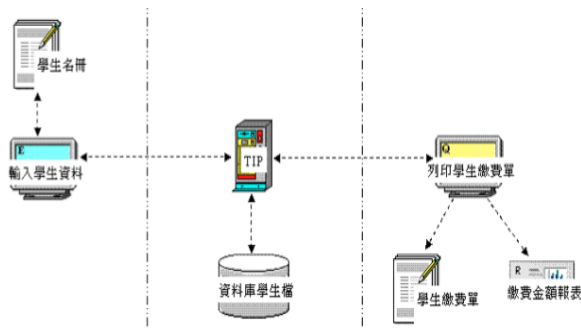 學生名冊
E
輸入學生資料
TIP
資料庫學生檔
Q
列印學生繳費單
學生繳費單
R
繳費金額報表